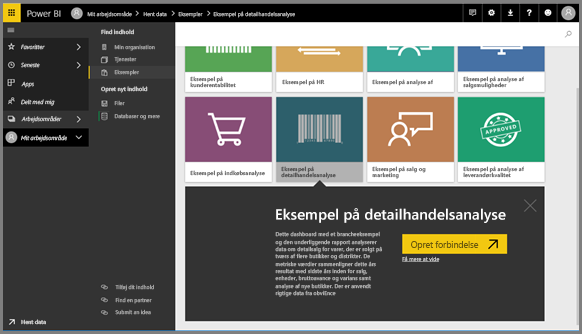 Power BI
Mit arbejdsområde > Hent data > Eksempler > Eksempel på detailhandelsanalyse
Favoritter
Seneste
Apps
Delt med mig
Arbejdsområder
Mit arbejdsområde
Hent data
Find indhold
Min organisation
Tjenester
Eksempler
Opret nyt indhold
Filer
Databaser og mere
Tilføj dit indhold
Find en partner
Submit an idea
Eksempel på
kunderentabilitet
Eksempel på HR
Eksempel på analyse af
Eksempel på analyse af
salgsmuligheder
APPROVED
Eksempel på indkøbsanalyse
Eksempel på
detailhandelsanalyse
Eksempel på salg og
marketing
Eksempel på analyse af
leverandørkvalitet
Eksempel på detailhandelsanalyse
Dette dashboard med et brancheeksempel
og den underliggende rapport analyserer
data om detailsalg for varer, der er solgt på
tværs af flere butikker og distrikter. De
metriske værdier sammenligner dette års
resultat med sidste års inden for salg,
enheder, bruttoavance og varians samt
analyse af nye butikker. Der er anvendt
rigtige data fra obviEnce
Opret forbindelse
Få mere at vide